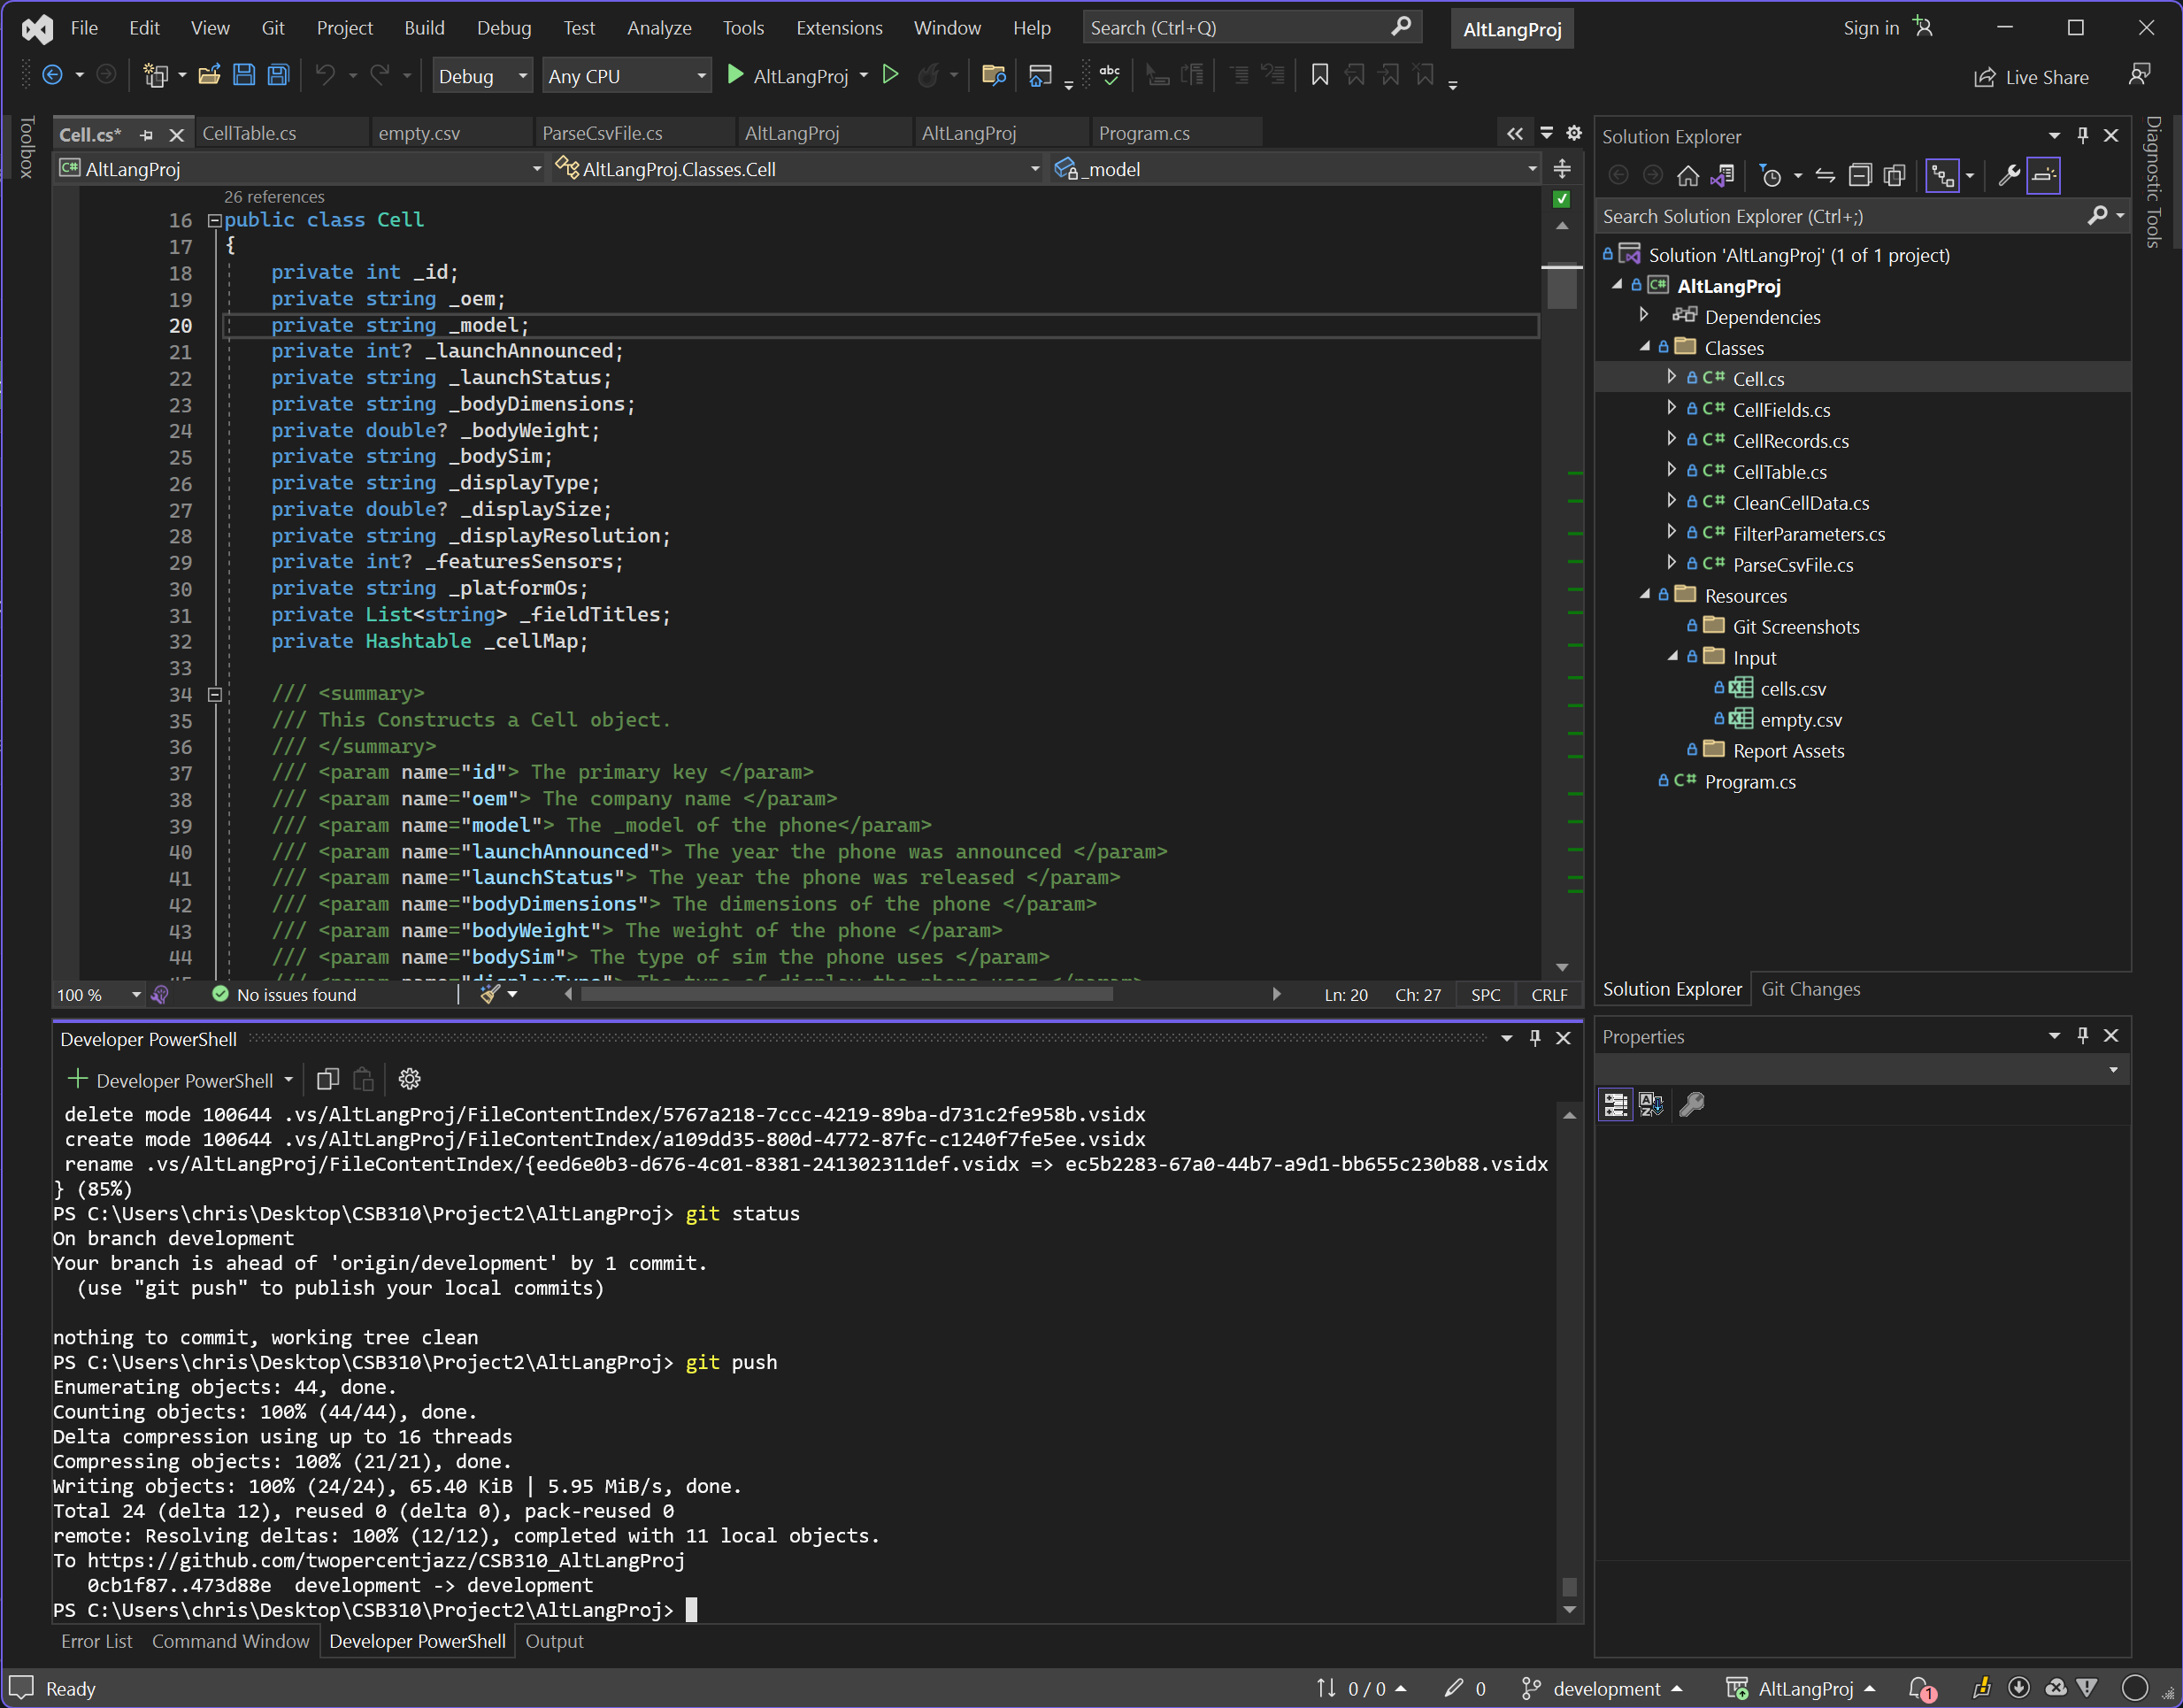 File Edit View Git Project Build Debug Test Tools Analyze Tools Extensions Window Help Search (Ctrl+Q) AltLangProj Sign in
Debug Any CPU AltLangProj abc Live Share
Toolbox
Cell.cs* CellTable.cs empty.csv ParseCsvFile.cs AltLangProj AltLangProj Program.cs
C# AltLangProj AltLangProj.Classes.Cell _model
26 references
16 public class Cell
17 {
18 private int _id;
19 private string _oem;
20 private string _model;
21 private int? _launchAnnounced;
22 private string _launchStatus;
23 private string _bodyDimensions;
24 private double? _bodyWeight;
25 private string _bodySim;
26 private string _displayType;
27 private double? _displaySize;
28 private string _displayResolution;
29 private int? _featuresSensors;
30 private string _platformOs;
31 private List<string> _fieldTitles;
32 private Hashtable _cellMap;
33
34 /// <summary>
35 /// This Constructs a Cell object.
36 /// </summary>
37 /// <param name="id"> The primary key </param>
38 /// <param name="oem"> The company name </param>
39 /// <param name="model"> The _model of the phone</param>
40 /// <param name="launchAnnounced"> The year the phone was announced </param>
41 /// <param name="launchStatus"> The year the phone was released </param>
42 /// <param name="bodyDimensions"> The dimensions of the phone </param>
43 /// <param name="bodyWeight"> The weight of the phone </param>
44 /// <param name="bodySim"> The type of sim the phone uses </param>
45 /// <param name="displayType"> The type of display the phone uses </param>
100 % No issues found Ln: 20 Ch: 27 SPC CRLF
Developer PowerShell
Developer PowerShell
delete mode 100644 .vs/AltLangProj/FileContentIndex/5767a218-7ccc-4219-89ba-d731c2fe958b.vsidx
create mode 100644 .vs/AltLangProj/FileContentIndex/a109dd35-800d-4772-87fc-c1240f7fe5ee.vsidx
rename .vs/AltLangProj/FileContentIndex/{eed6e0b3-d676-4c01-8381-241302311def.vsidx => ec5b2283-67a0-44b7-a9d1-bb655c230b88.vsidx
} (85%)
PS C:\Users\chris\Desktop\CSB310\Project2\AltLangProj> git status
On branch development
Your branch is ahead of 'origin/development' by 1 commit.
(use "git push" to publish your local commits)
nothing to commit, working tree clean
PS C:\Users\chris\Desktop\CSB310\Project2\AltLangProj> git push
Enumerating objects: 44, done.
Counting objects: 100% (44/44), done.
Delta compression using up to 16 threads
Compressing objects: 100% (21/21), done.
Writing objects: 100% (24/24), 65.40 KiB | 5.95 MiB/s, done.
Total 24 (delta 12), reused 0 (delta 0), pack-reused 0
remote: Resolving deltas: 100% (12/12), completed with 11 local objects.
To https://github.com/twopercentjazz/CSB310_AltLangProj
0cb1f87..473d88e development -> development
PS C:\Users\chris\Desktop\CSB310\Project2\AltLangProj>
Error List Command Window Developer PowerShell Output
Solution Explorer
Search Solution Explorer (Ctrl+;)
Solution 'AltLangProj' (1 of 1 project)
C# AltLangProj
Dependencies
Classes
C# Cell.cs
C# CellFields.cs
C# CellRecords.cs
C# CellTable.cs
C# CleanCellData.cs
C# FilterParameters.cs
C# ParseCsvFile.cs
Resources
Git Screenshots
Input
cells.csv
empty.csv
Report Assets
C# Program.cs
Solution Explorer Git Changes
Properties
Diagnostic Tools
Ready 0 / 0 0 development AltLangProj 1